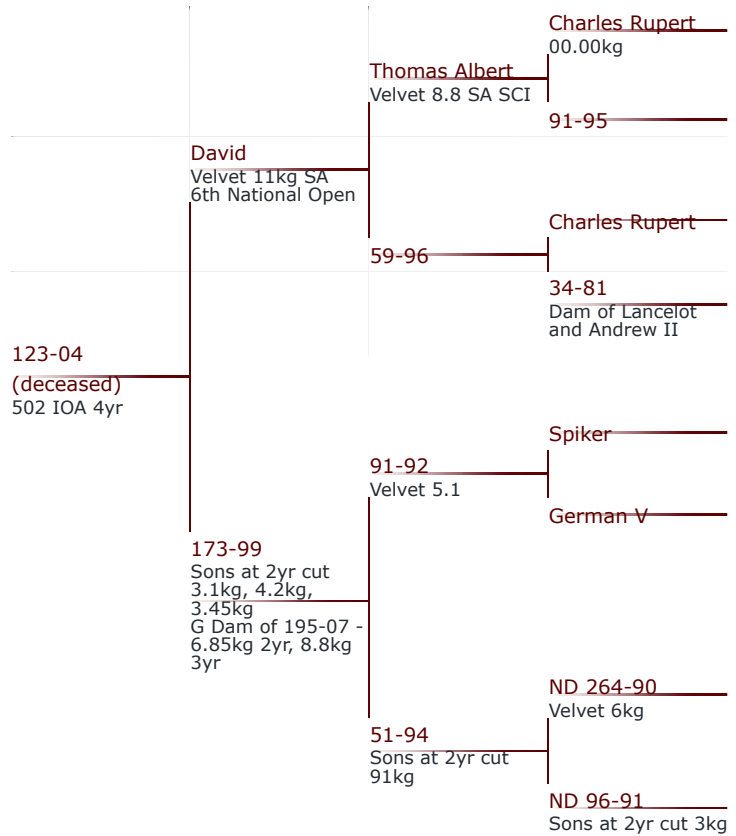 Charles Rupert
00.00kg
Thomas Albert
Velvet 8.8 SA SCI
91-95
David
Velvet 11kg SA
6th National Open
Charles Rupert
59-96
34-81
Dam of Lancelot
and Andrew II
123-04
(deceased)
502 IOA 4yr
Spiker
91-92
Velvet 5.1
German V
173-99
Sons at 2yr cut
3.1kg, 4.2kg,
3.45kg
G Dam of 195-07 -
6.85kg 2yr, 8.8kg
3yr
ND 264-90
Velvet 6kg
51-94
Sons at 2yr cut
91kg
ND 96-91
Sons at 2yr cut 3kg